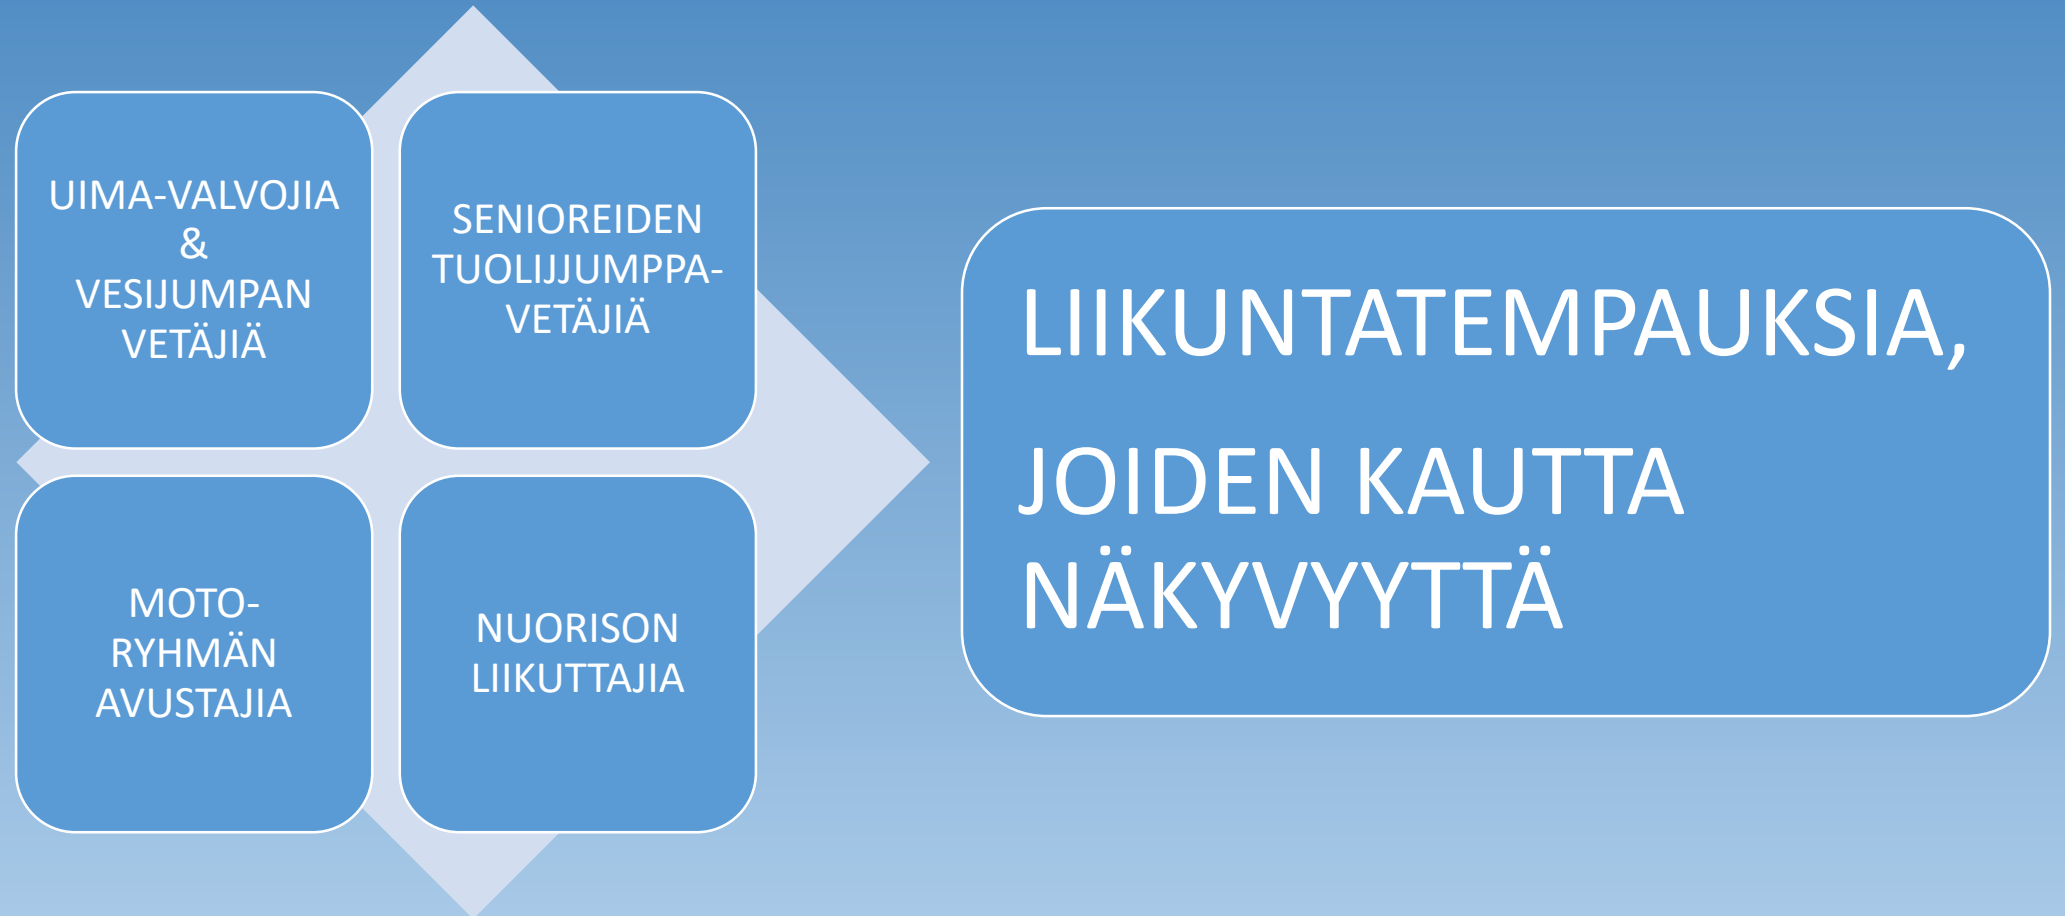 UIMA-VALVOJIA
&
VESIJUMPAN
VETÄJIÄ
SENIOREIDEN
TUOLIJJUMPPA-
VETÄJIÄ
MOTO-
RYHMÄN
AVUSTAJIA
NUORISON
LIIKUTTAJIA
LIIKUNTATEMPAUKSIA,
JOIDEN KAUTTA
NÄKYVYYTTÄ